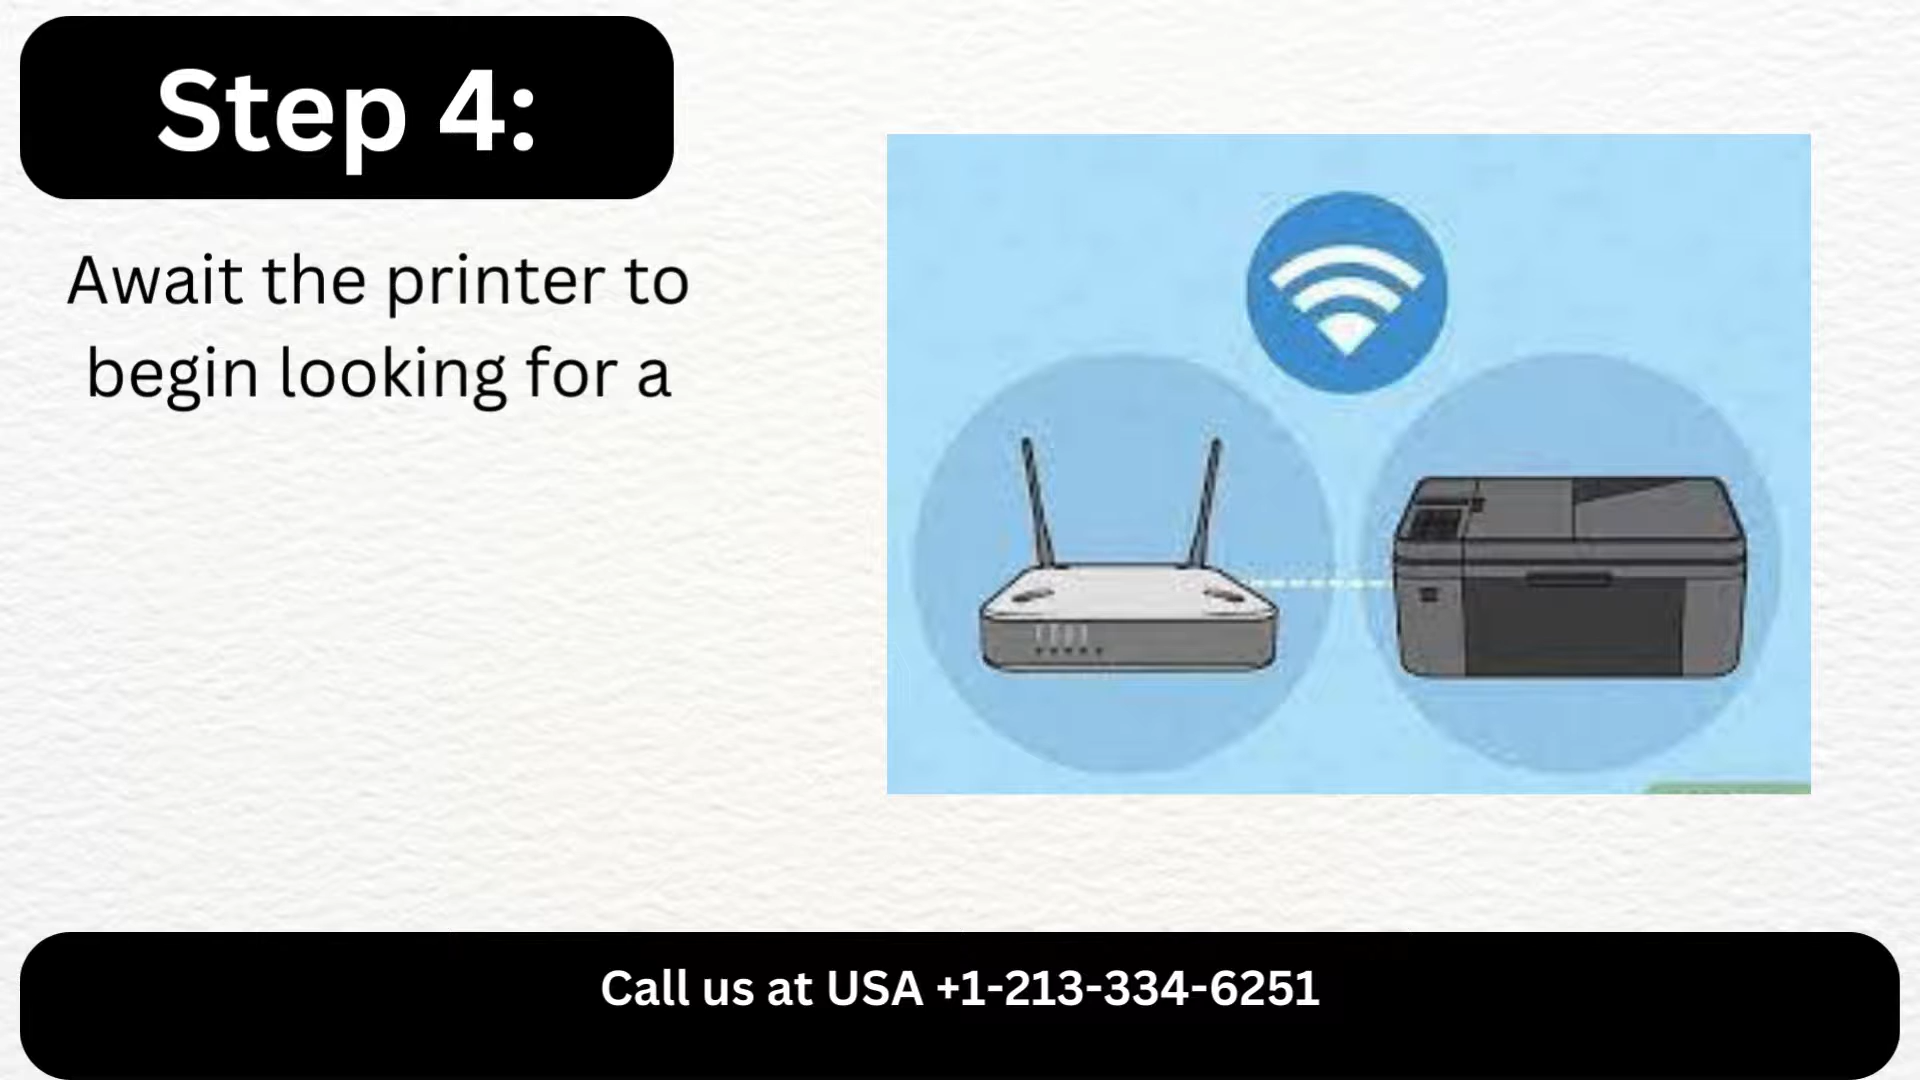 Step 4:
Await the printer to
begin looking for a
Call us at USA +1-213-334-6251